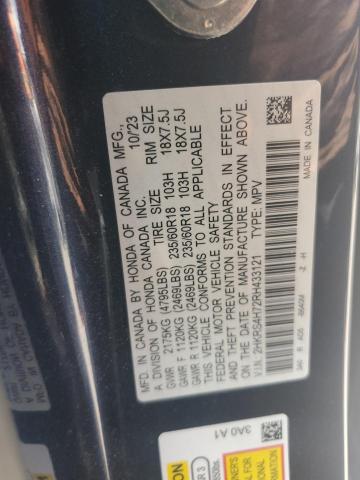 MANUFACTURED IN CANADA BY HONDA OF CANADA MFG.,
A DIVISION OF HONDA CANADA INC. 10/23
TIRE SIZE RIM SIZE
GVWR 2175KG (4795LBS)
GAWR F 1120KG (2469LBS) 235/60R18 103H 18X7.5J
GAWR R 1120KG (2469LBS) 235/60R18 103H 18X7.5J
THIS VEHICLE CONFORMS TO ALL APPLICABLE
FEDERAL MOTOR VEHICLE SAFETY
AND THEFT PREVENTION STANDARDS IN EFFECT
ON THE DATE OF MANUFACTURE SHOWN ABOVE.
V.I.N. 2HKRS4H72RH433121 TYPE: MPV
MADE IN CANADA
3A0 A1